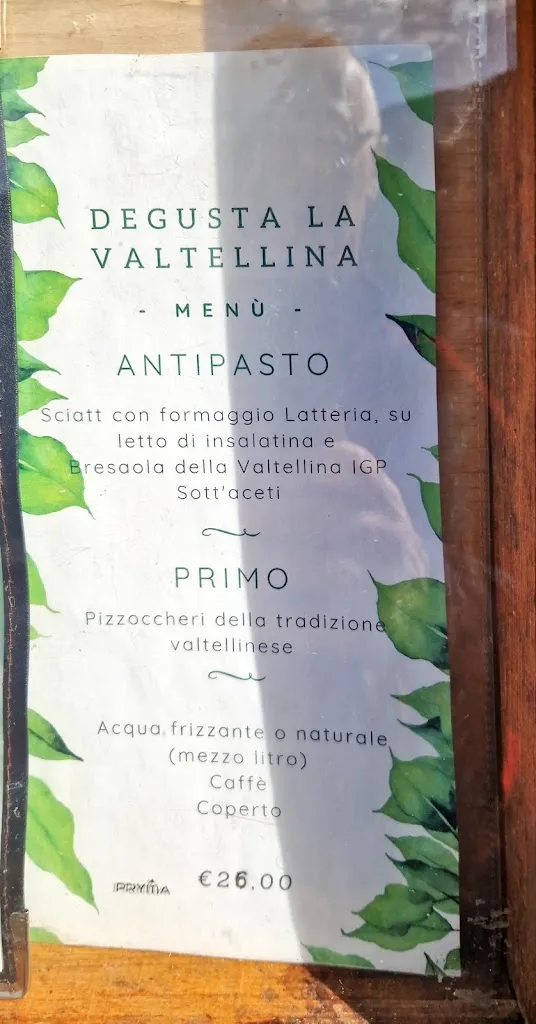 DEGUSTA LA
VALTELLINA
- MENÙ -
ANTIPASTO
Sciatt con formaggio Latteria, su
letto di insalatina e
Bresaola della Valtellina IGP
Sott'aceti
PRIMO
Pizzoccheri della tradizione
valtellinese
Acqua frizzante o naturale
(mezzo litro)
Caffè
Coperto
€26,00